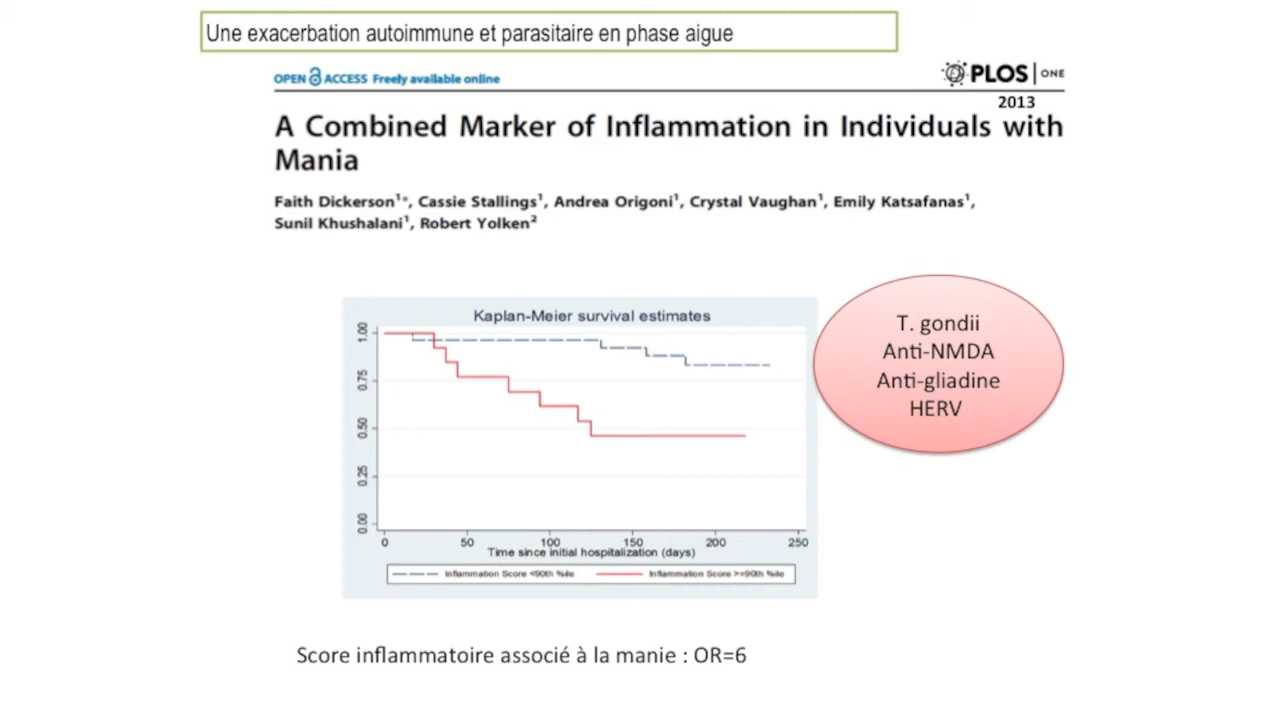 Une exacerbation autoimmune et parasitaire en phase aigue
OPEN ACCESS Freely available online
PLOS ONE
2013
A Combined Marker of Inflammation in Individuals with
Mania
Faith Dickerson1*, Cassie Stallings1, Andrea Origoni1, Crystal Vaughan1, Emily Katsafanas1,
Sunil Khushalani1, Robert Yolken2
Kaplan-Meier survival estimates
1.00
0.75
0.50
0.25
0.00
0 50 100 150 200 250
Time since initial hospitalization (days)
Inflammation Score <90th %ile Inflammation Score >=90th %ile
T. gondii
Anti-NMDA
Anti-gliadine
HERV
Score inflammatoire associé à la manie : OR=6